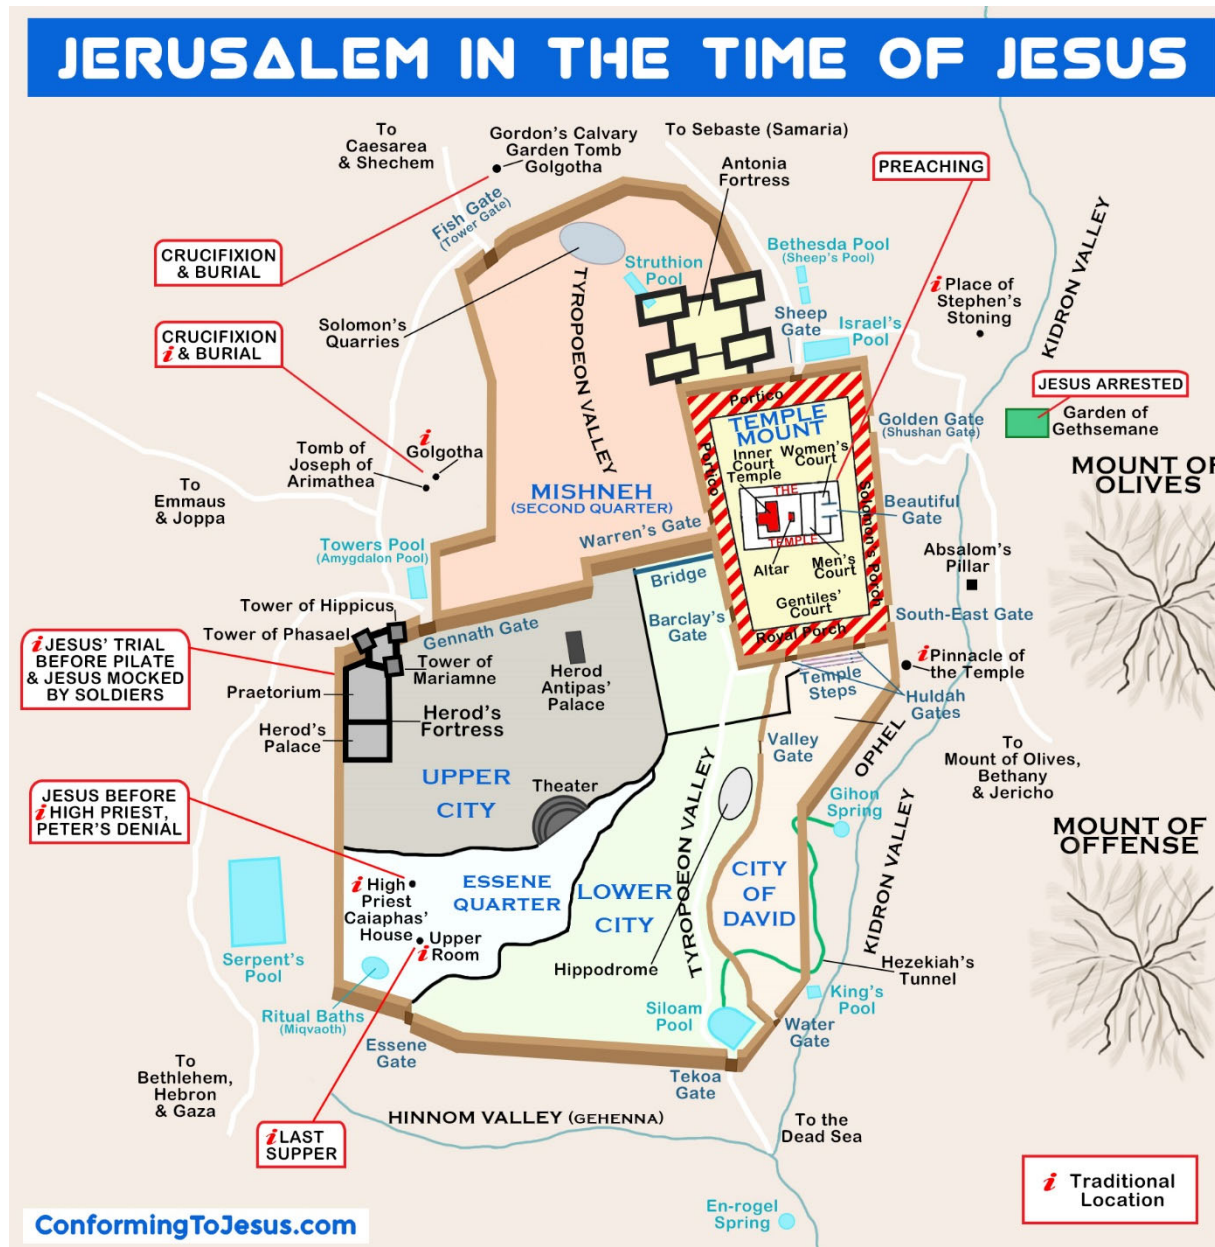 JERUSALEM IN THE TIME OF JESUS
To
Caesarea
& Shechem
Gordon's Calvary
Garden Tomb
Golgotha
To Sebaste (Samaria)
Antonia
Fortress
PREACHING
Fish Gate
(Tower Gate)
KIDRON VALLEY
CRUCIFIXION
& BURIAL
Struthion
Pool
Bethesda Pool
(Sheep's Pool)
i Place of
Stephen's
Stoning
TYROPOEON VALLEY
Solomon's
Quarries
Sheep
Gate
Israel's
Pool
CRUCIFIXION
i & BURIAL
JESUS ARRESTED
Garden of
Gethsemane
Portico
TEMPLE
MOUNT
Golden Gate
(Shushan Gate)
i
Golgotha
Tomb of
Joseph of
Arimathea
Portico
Inner
Court
Temple
Women's
Court
MOUNT OF
OLIVES
To
Emmaus
& Joppa
MISHNEH
(SECOND QUARTER)
THE
TEMPLE
Solomon's Porch
Beautiful
Gate
Warren's Gate
Towers Pool
(Amygdalon Pool)
Altar
Men's
Court
Absalom's
Pillar
Bridge
Gentiles'
Court
Tower of Hippicus
Tower of Phasael
Gennath Gate
Barclay's
Gate
Royal Porch
South-East Gate
i JESUS' TRIAL
BEFORE PILATE
& JESUS MOCKED
BY SOLDIERS
Tower of
Mariamne
Herod
Antipas'
Palace
Temple
Steps
i Pinnacle of
the Temple
Praetorium
Herod's
Fortress
Huldah
Gates
Herod's
Palace
Valley
Gate
OPHEL
To
Mount of Olives,
Bethany
& Jericho
UPPER
CITY
Theater
TYROPOEON VALLEY
Gihon
Spring
JESUS BEFORE
i HIGH PRIEST,
PETER'S DENIAL
KIDRON VALLEY
MOUNT OF
OFFENSE
i High
Priest
Caiaphas'
House
ESSENE
QUARTER
LOWER
CITY
CITY
OF
DAVID
Upper
i Room
Serpent's
Pool
Hippodrome
Hezekiah's
Tunnel
Ritual Baths
(Miqvaoth)
Siloam
Pool
King's
Pool
Essene
Gate
Water
Gate
To
Bethlehem,
Hebron
& Gaza
Tekoa
Gate
HINNOM VALLEY (GEHENNA)
To the
Dead Sea
i LAST
SUPPER
i Traditional
Location
En-rogel
Spring
ConformingToJesus.com